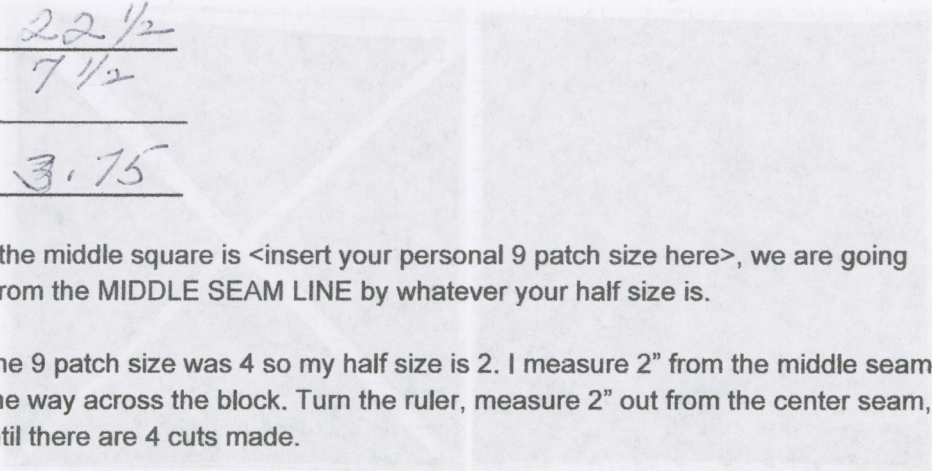 22 1/2
7 1/2
3.75
the middle square is <insert your personal 9 patch size here>, we are going
rom the MIDDLE SEAM LINE by whatever your half size is.
ne 9 patch size was 4 so my half size is 2. I measure 2” from the middle seam
ne way across the block. Turn the ruler, measure 2” out from the center seam,
til there are 4 cuts made.